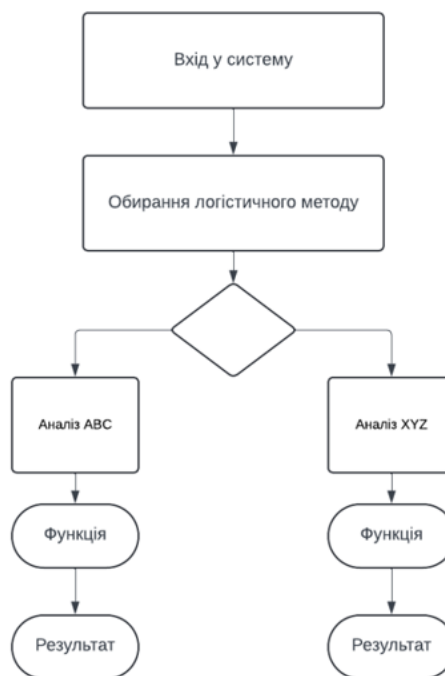 Вхід у систему
Обирання логістичного методу
Аналіз ABC
Аналіз XYZ
Функція
Функція
Результат
Результат